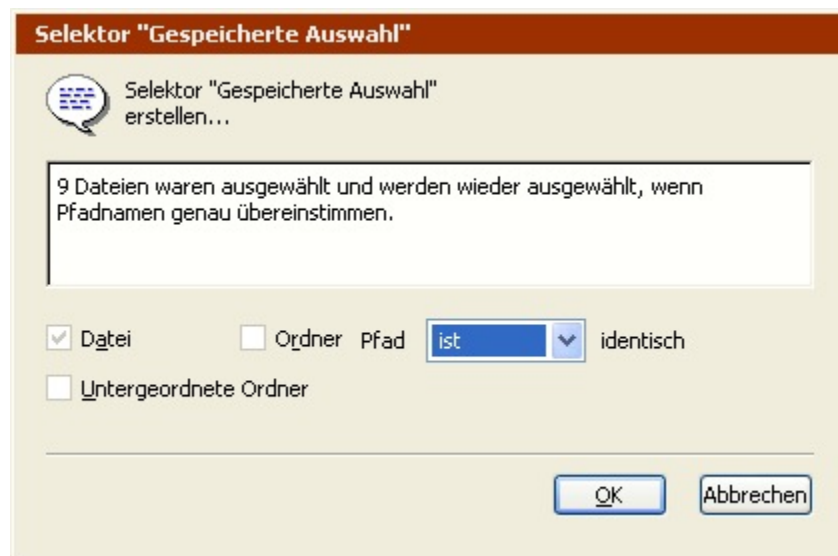 Selektor "Gespeicherte Auswahl"
Selektor "Gespeicherte Auswahl"
erstellen...
9 Dateien waren ausgewählt und werden wieder ausgewählt, wenn
Pfadnamen genau übereinstimmen.
Datei Ordner Pfad ist identisch
Untergeordnete Ordner
OK Abbrechen